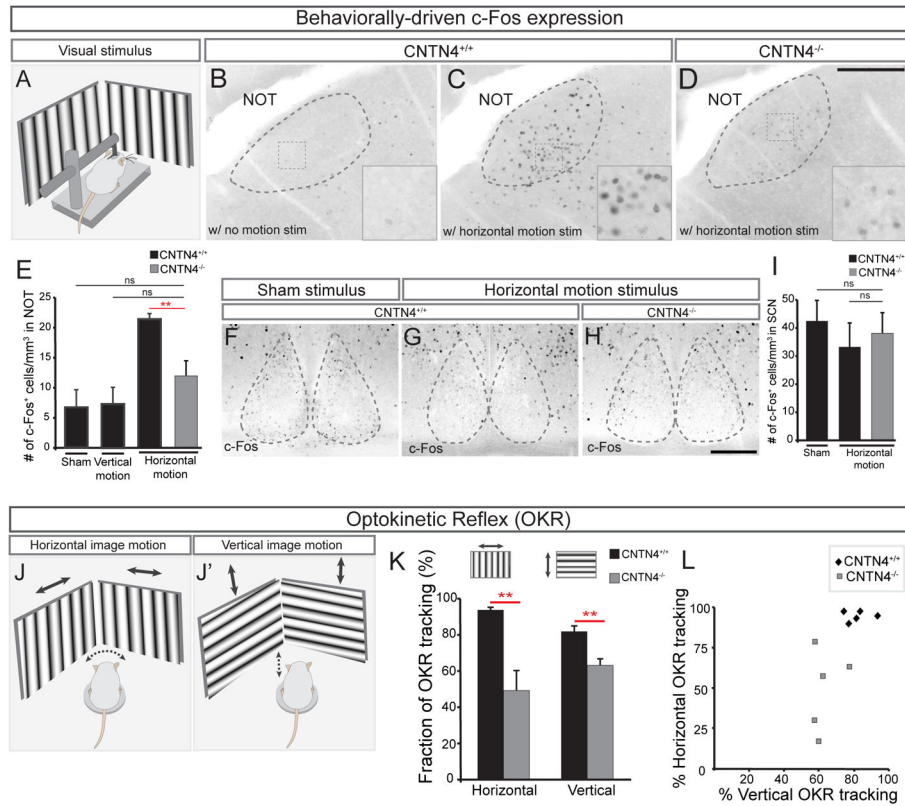 Behaviorally-driven c-Fos expression
Visual stimulus
CNTN4+/+
CNTN4-/-
A
B
NOT
w/ no motion stim
C
NOT
w/ horizontal motion stim
D
NOT
w/ horizontal motion stim
E
CNTN4+/+
CNTN4-/-
ns
ns
**
# of c-Fos+ cells/mm3 in NOT
25
20
15
10
5
0
Sham
Vertical motion
Horizontal motion
Sham stimulus
Horizontal motion stimulus
CNTN4+/+
CNTN4-/-
F
c-Fos
G
c-Fos
H
c-Fos
I
CNTN4+/+
CNTN4-/-
ns
ns
# of c-Fos+ cells/mm3 in SCN
50
40
30
20
10
0
Sham
Horizontal motion
Optokinetic Reflex (OKR)
Horizontal image motion
Vertical image motion
J
J'
K
CNTN4+/+
CNTN4-/-
**
**
Fraction of OKR tracking (%)
100
80
60
40
20
0
Horizontal
Vertical
L
CNTN4+/+
CNTN4-/-
% Horizontal OKR tracking
100
75
50
25
0
20
40
60
80
100
% Vertical OKR tracking